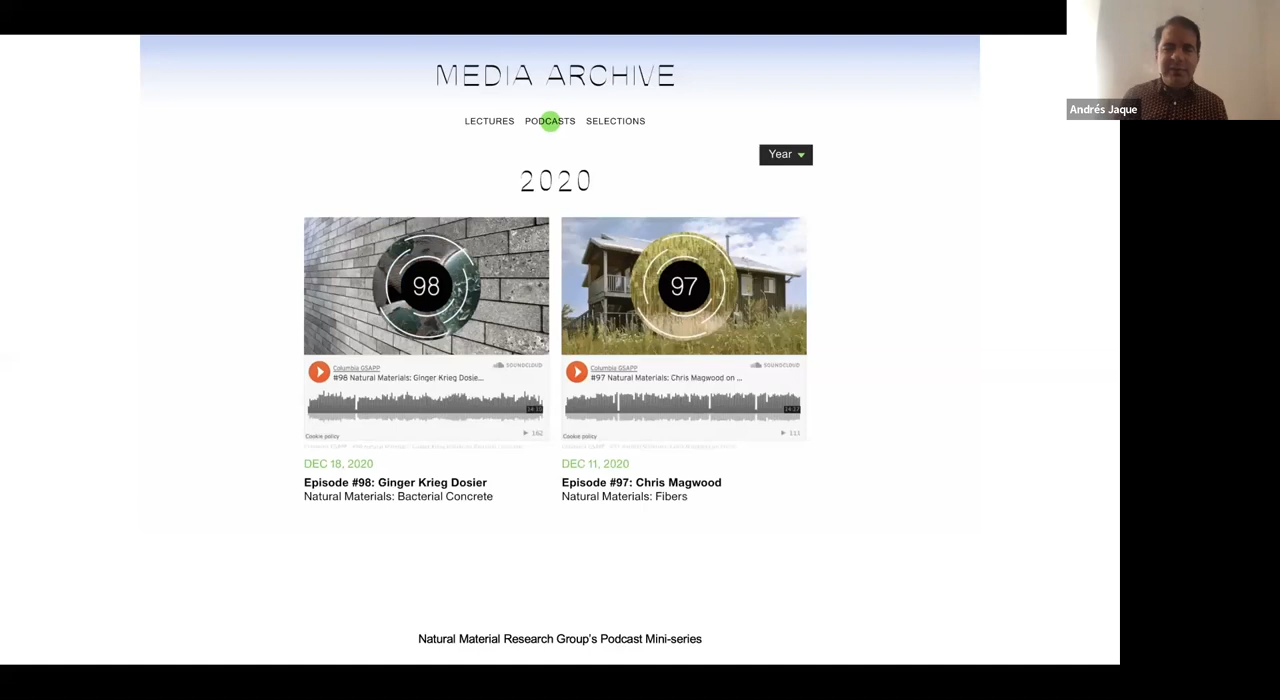 MEDIA ARCHIVE
LECTURES PODCASTS SELECTIONS
Year
2020
98
97
Columbia GSAPP
SOUNDCLOUD
#98 Natural Materials: Ginger Krieg Dosie...
Cookie policy
162
Columbia GSAPP
SOUNDCLOUD
#97 Natural Materials: Chris Magwood on ...
Cookie policy
DEC 18, 2020
Episode #98: Ginger Krieg Dosier
Natural Materials: Bacterial Concrete
DEC 11, 2020
Episode #97: Chris Magwood
Natural Materials: Fibers
Natural Material Research Group's Podcast Mini-series
Andrés Jaque